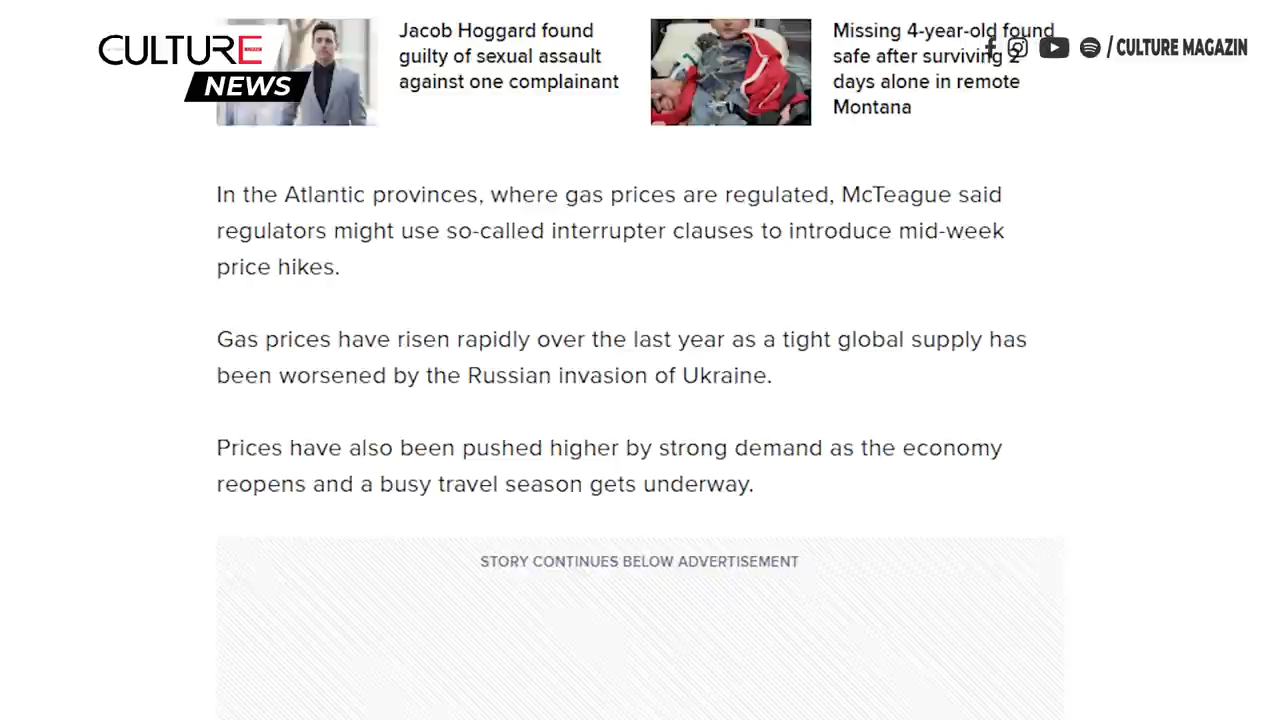 CULTURE
NEWS
Jacob Hoggard found
guilty of sexual assault
against one complainant
Missing 4-year-old found
safe after surviving 2
days alone in remote
Montana
/ CULTURE MAGAZIN
In the Atlantic provinces, where gas prices are regulated, McTeague said
regulators might use so-called interrupter clauses to introduce mid-week
price hikes.
Gas prices have risen rapidly over the last year as a tight global supply has
been worsened by the Russian invasion of Ukraine.
Prices have also been pushed higher by strong demand as the economy
reopens and a busy travel season gets underway.
STORY CONTINUES BELOW ADVERTISEMENT